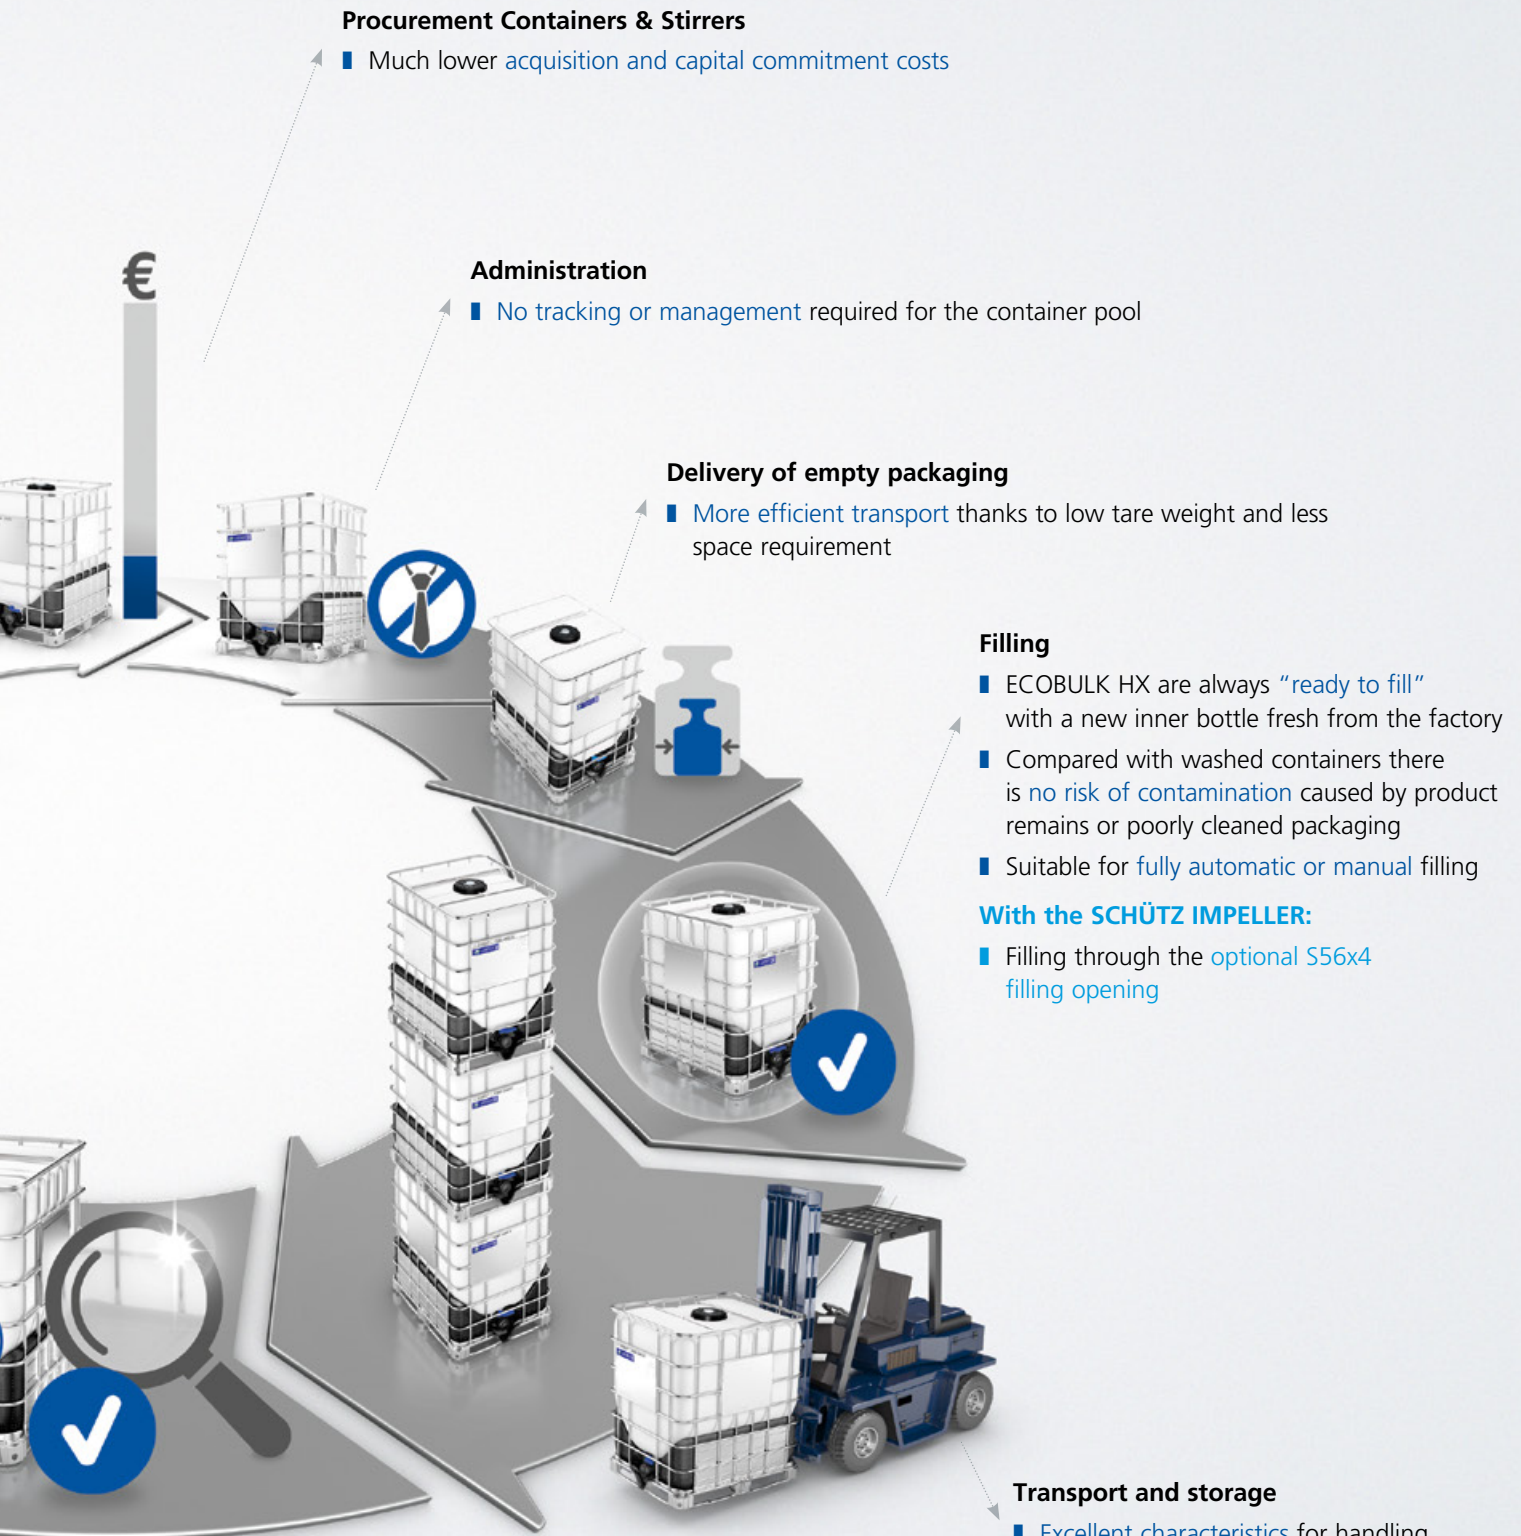 Procurement Containers & Stirrers
Much lower acquisition and capital commitment costs
€
Administration
No tracking or management required for the container pool
Delivery of empty packaging
More efficient transport thanks to low tare weight and less
space requirement
Filling
ECOBULK HX are always “ready to fill”
with a new inner bottle fresh from the factory
Compared with washed containers there
is no risk of contamination caused by product
remains or poorly cleaned packaging
Suitable for fully automatic or manual filling
With the SCHÜTZ IMPELLER:
Filling through the optional S56x4
filling opening
Transport and storage
Excellent characteristics for handling